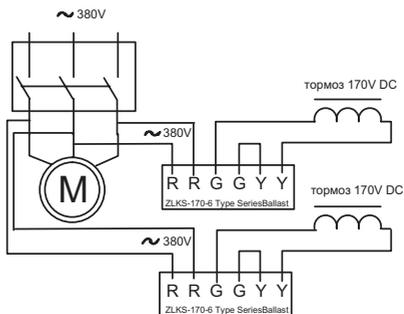 ~ 380V
тормоз 170V DC
~ 380V
R R G G Y Y
ZLKS-170-6 Type SeriesBallast
M
тормоз 170V DC
~ 380V
R R G G Y Y
ZLKS-170-6 Type SeriesBallast